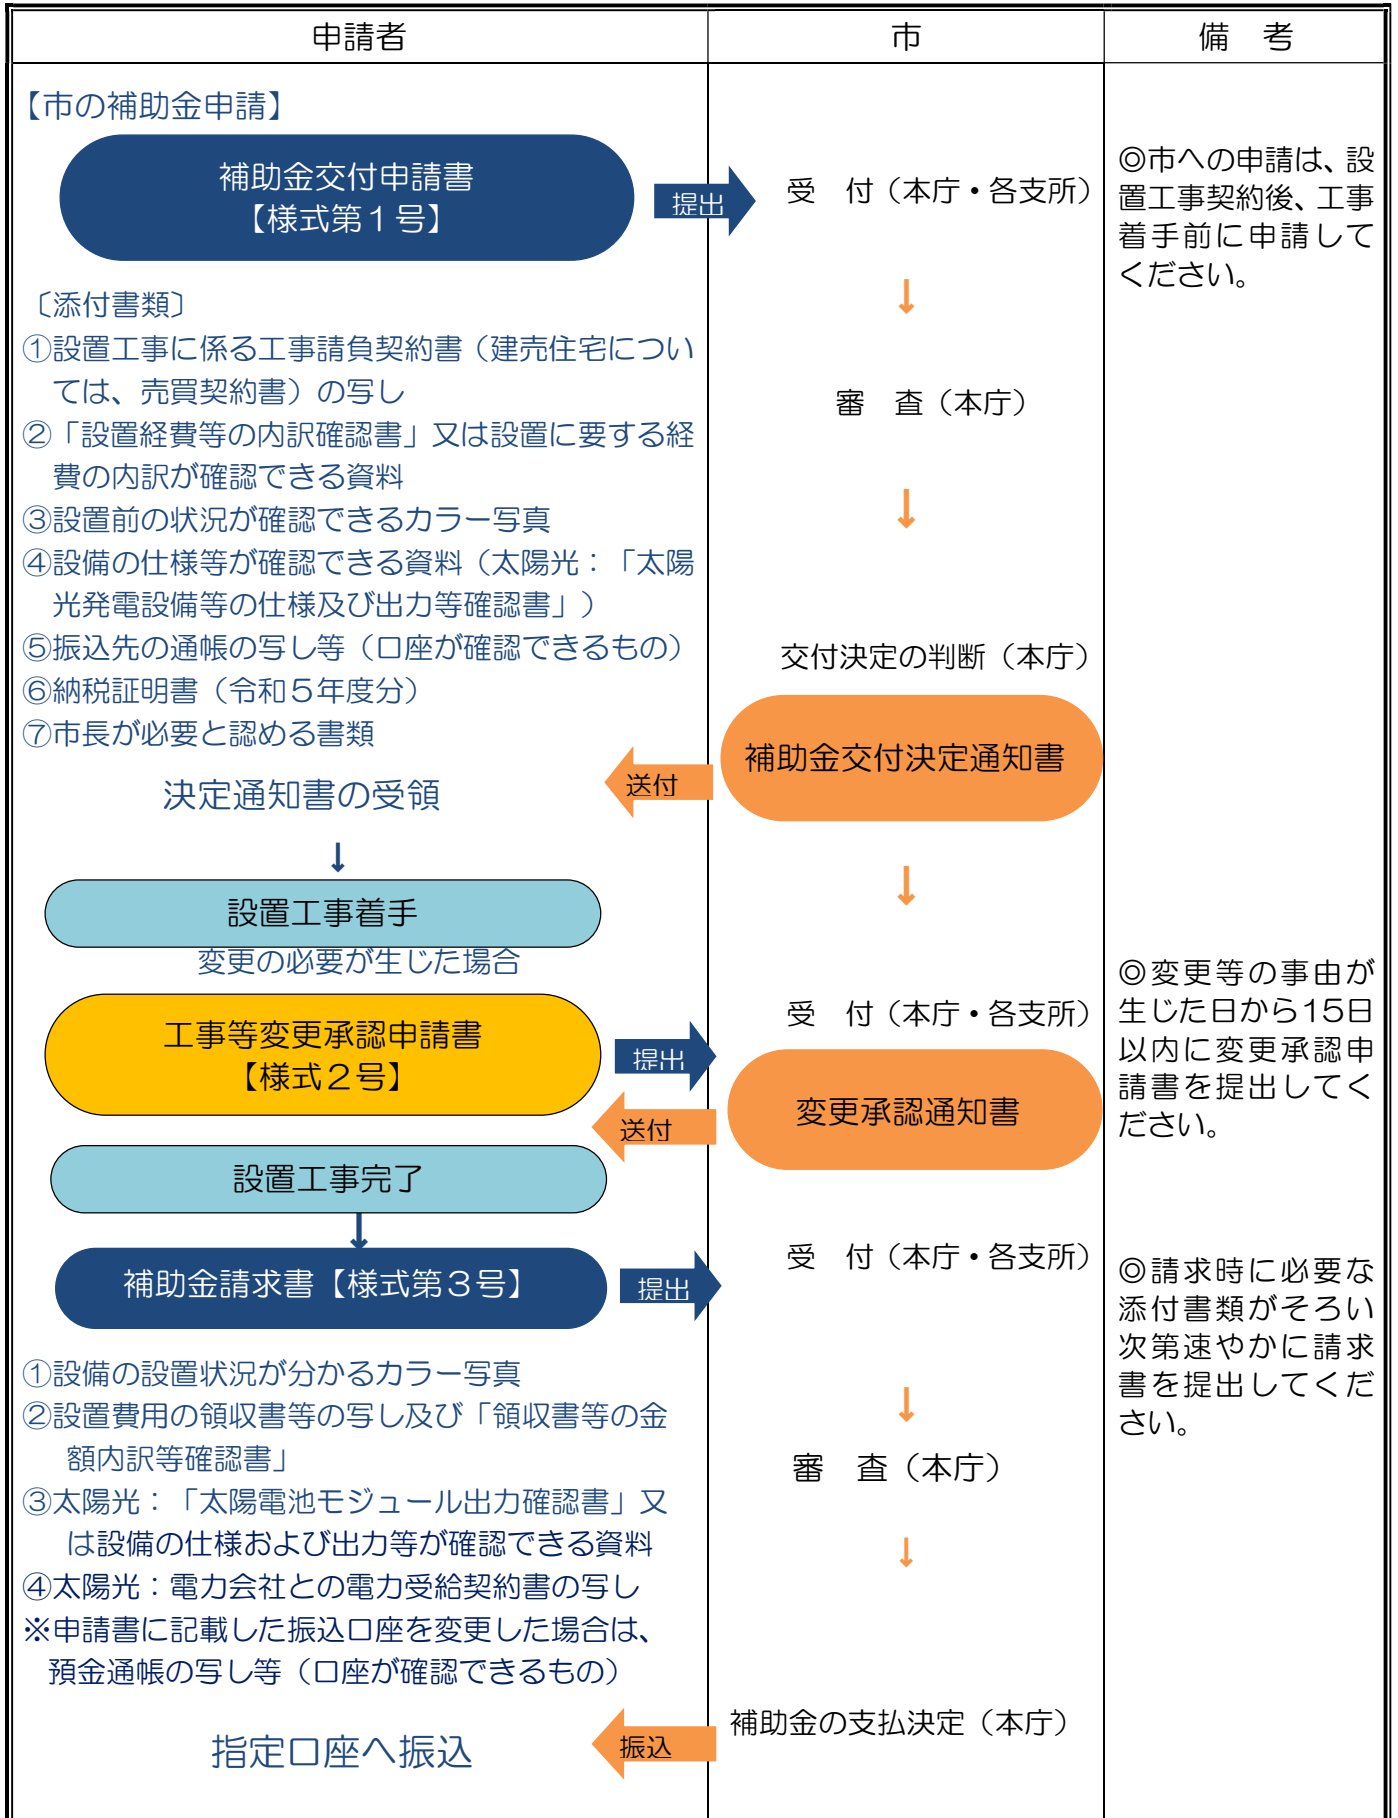 申請者
市
備　考
【市の補助金申請】
補助金交付申請書
【様式第１号】
提出
受　付（本庁・各支所）
◎市への申請は、設
置工事契約後、工事
着手前に申請して
ください。
↓
〔添付書類〕
①設置工事に係る工事請負契約書（建売住宅につい
ては、売買契約書）の写し
②「設置経費等の内訳確認書」又は設置に要する経
費の内訳が確認できる資料
③設置前の状況が確認できるカラー写真
④設備の仕様等が確認できる資料（太陽光：「太陽
光発電設備等の仕様及び出力等確認書」）
⑤振込先の通帳の写し等（口座が確認できるもの）
⑥納税証明書（令和５年度分）
⑦市長が必要と認める書類
審　査（本庁）
↓
交付決定の判断（本庁）
補助金交付決定通知書
送付
決定通知書の受領
↓
↓
設置工事着手
変更の必要が生じた場合
工事等変更承認申請書
【様式２号】
提出
受　付（本庁・各支所）
◎変更等の事由が
生じた日から15日
以内に変更承認申
請書を提出してく
ださい。
変更承認通知書
送付
設置工事完了
↓
補助金請求書【様式第３号】
提出
受　付（本庁・各支所）
◎請求時に必要な
添付書類がそろい
次第速やかに請求
書を提出してくだ
さい。
①設備の設置状況が分かるカラー写真
②設置費用の領収書等の写し及び「領収書等の金
額内訳等確認書」
③太陽光：「太陽電池モジュール出力確認書」又
は設備の仕様および出力等が確認できる資料
④太陽光：電力会社との電力受給契約書の写し
※申請書に記載した振込口座を変更した場合は、
預金通帳の写し等（口座が確認できるもの）
↓
審　査（本庁）
↓
補助金の支払決定（本庁）
振込
指定口座へ振込